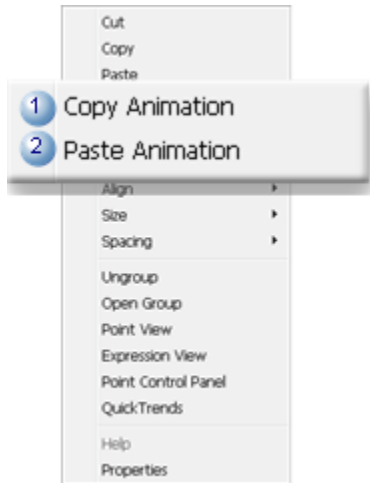 Cut
Copy
Paste
1 Copy Animation
2 Paste Animation
Align
Size
Spacing
Ungroup
Open Group
Point View
Expression View
Point Control Panel
QuickTrends
Help
Properties